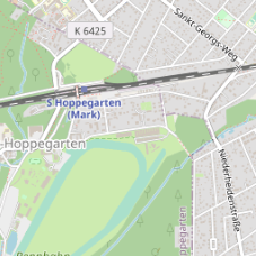 Sankt-Georgs-Weg
K 6425
S Hoppegarten
(Mark)
Hoppegarten
Niederheidenstraße
Hoppegarten
Rennbahn